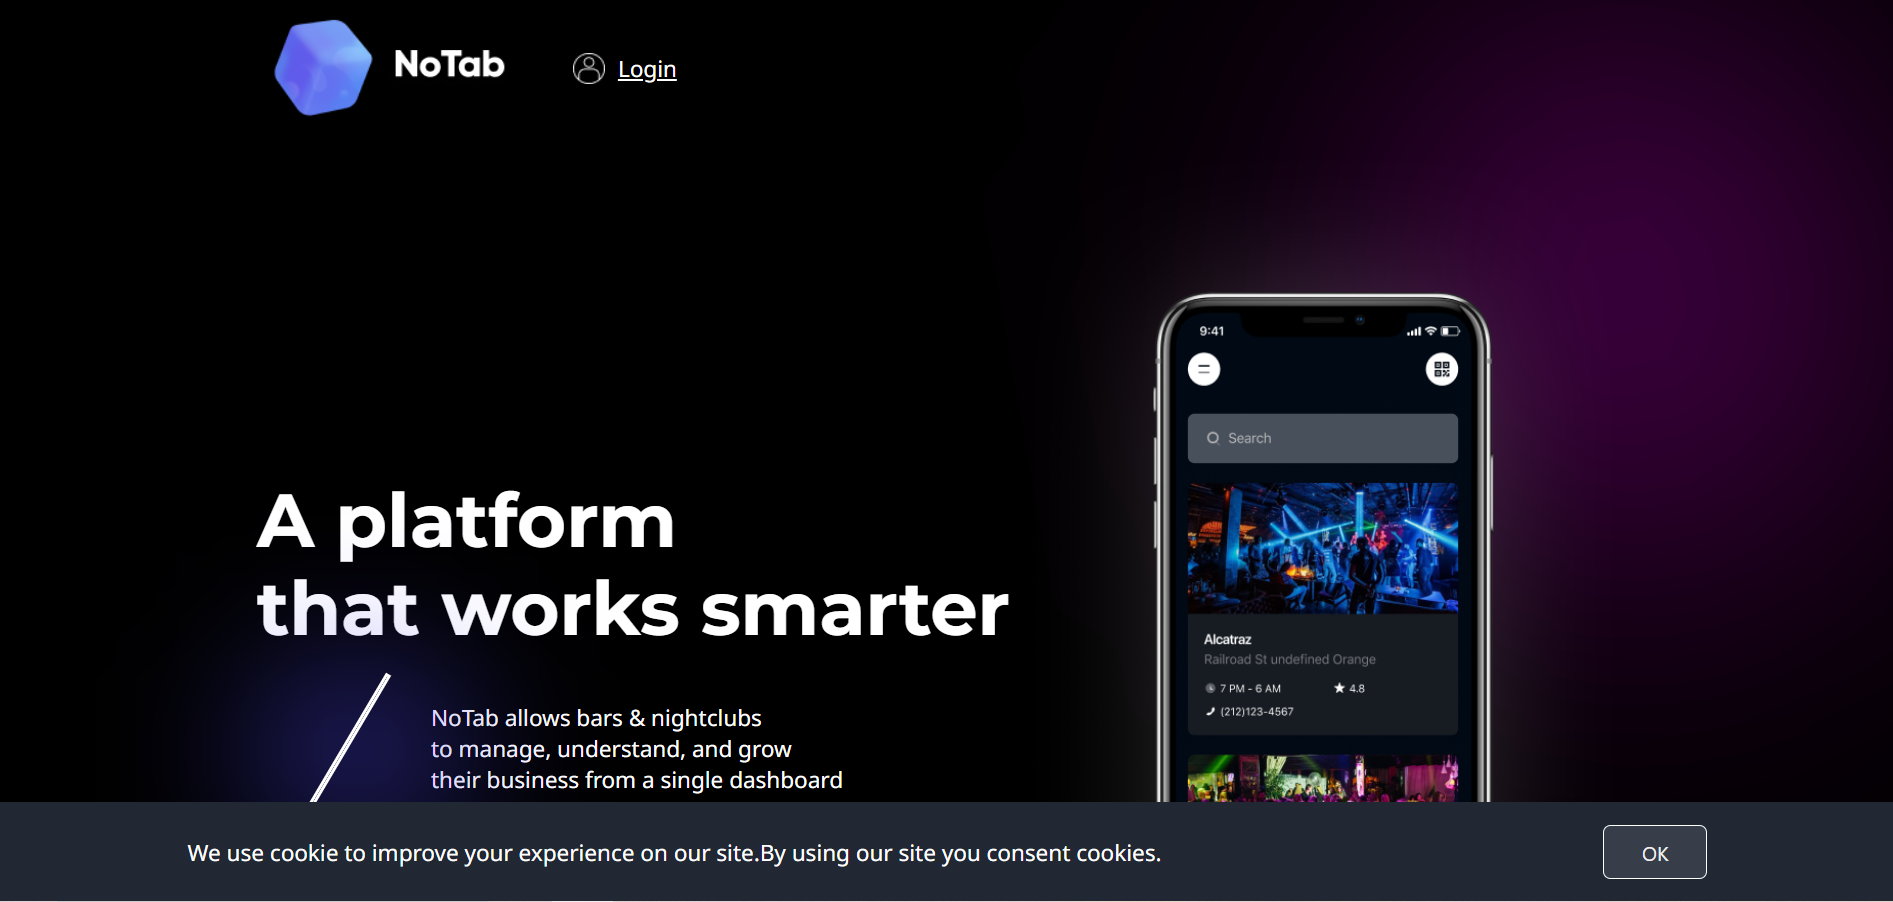 NoTab
Login
A platform
that works smarter
NoTab allows bars & nightclubs
to manage, understand, and grow
their business from a single dashboard
9:41
Search
Alcatraz
Railroad St undefined Orange
7 PM - 6 AM
4.8
(212)123-4567
We use cookie to improve your experience on our site.By using our site you consent cookies.
OK